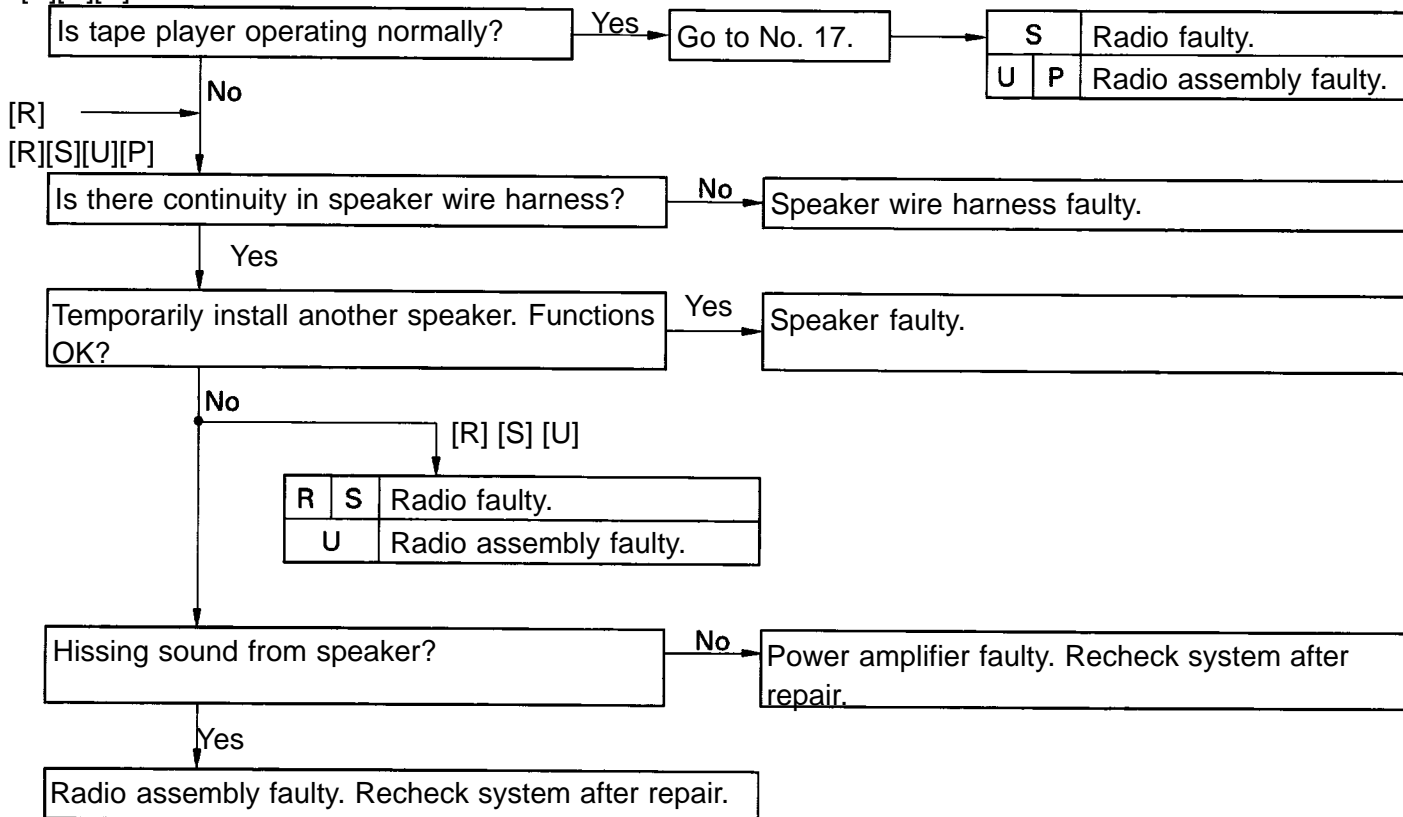 Is tape player operating normally?
Yes
Go to No. 17.
S Radio faulty.
U P Radio assembly faulty.
No
[R]
[R][S][U][P]
Is there continuity in speaker wire harness?
No
Speaker wire harness faulty.
Yes
Temporarily install another speaker. Functions
OK?
Yes
Speaker faulty.
No
[R] [S] [U]
R S Radio faulty.
U Radio assembly faulty.
Hissing sound from speaker?
No
Power amplifier faulty. Recheck system after
repair.
Yes
Radio assembly faulty. Recheck system after repair.